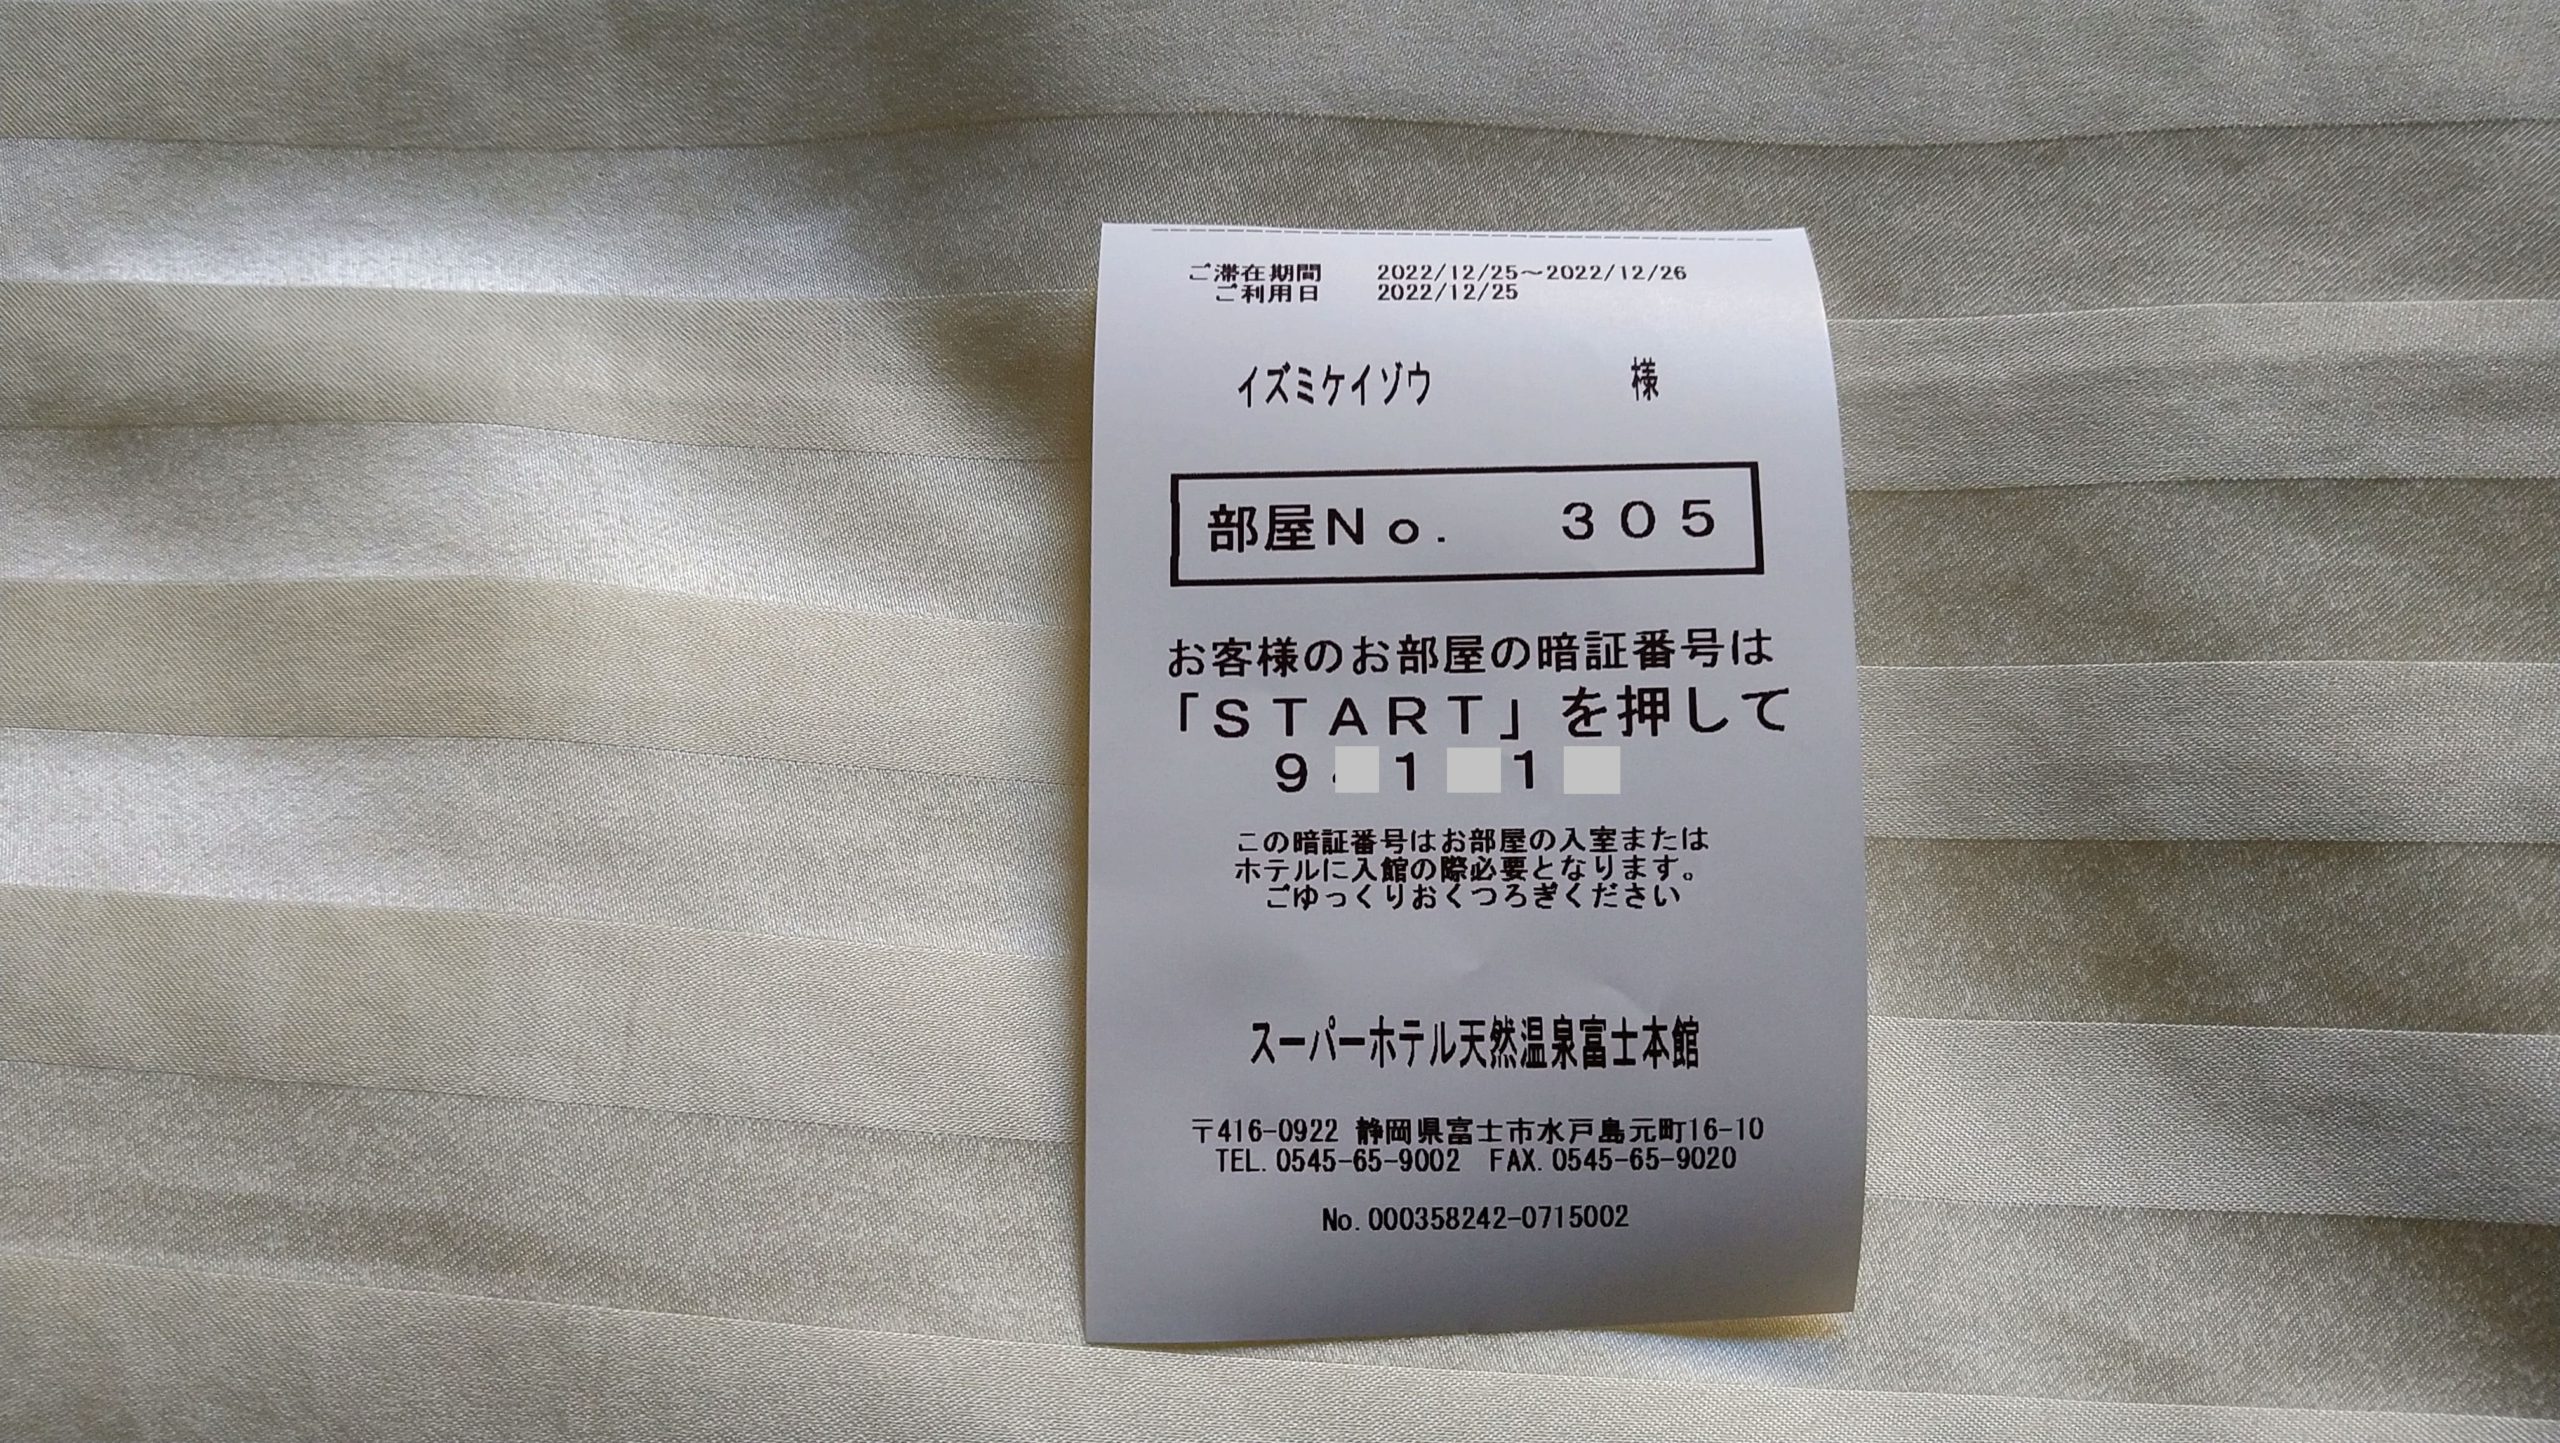 ご滞在期間 2022/12/25～2022/12/26
ご利用日 2022/12/25
イズミケイゾウ 様
部屋No. 305
お客様のお部屋の暗証番号は
「START」を押して
9 1 1
この暗証番号はお部屋の入室または
ホテルに入館の際必要となります。
ごゆっくりおくつろぎください
スーパーホテル天然温泉富士本館
〒416-0922 静岡県富士市水戸島元町16-10
TEL.0545-65-9002 FAX.0545-65-9020
No.000358242-0715002